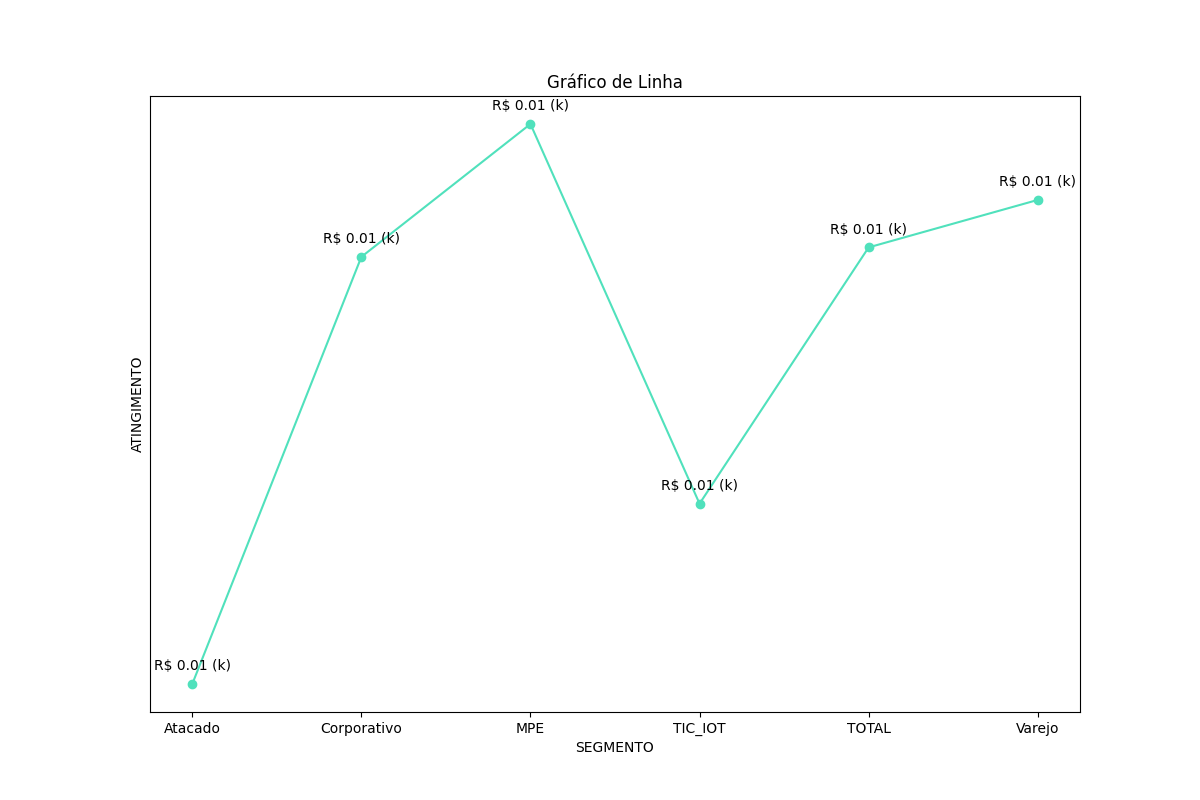 Gráfico de Linha
R$ 0.01 (k)
R$ 0.01 (k)
R$ 0.01 (k)
R$ 0.01 (k)
R$ 0.01 (k)
R$ 0.01 (k)
ATINGIMENTO
Atacado Corporativo MPE TIC_IOT TOTAL Varejo
SEGMENTO